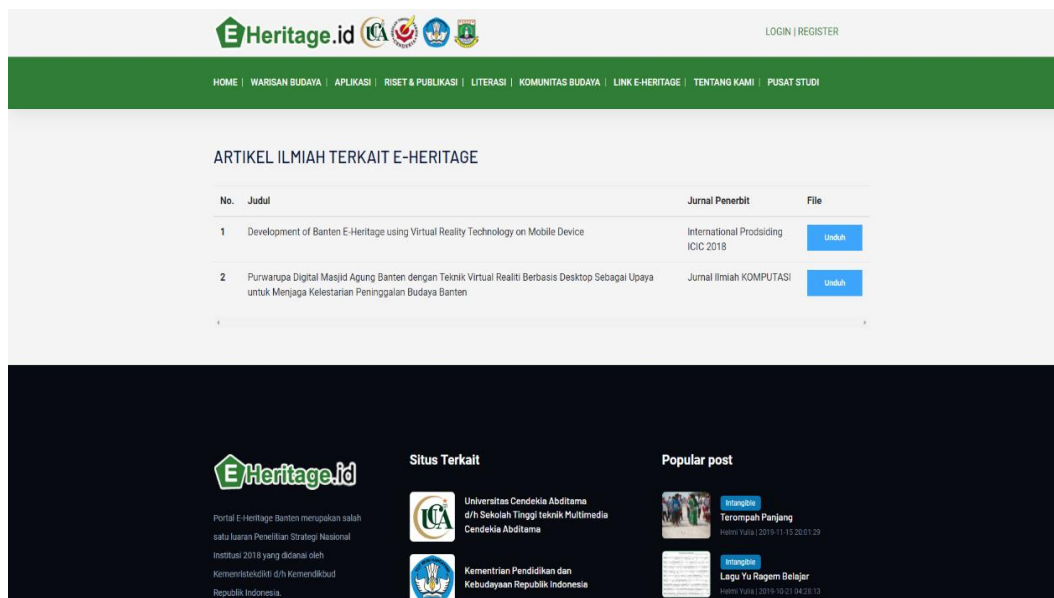 EHeritage.id
LOGIN | REGISTER
HOME | WARISAN BUDAYA | APLIKASI | RISET & PUBLIKASI | LITERASI | KOMUNITAS BUDAYA | LINK E-HERITAGE | TENTANG KAMI | PUSAT STUDI
ARTIKEL ILMIAH TERKAIT E-HERITAGE
No. Judul Jurnal Penerbit File
1 Development of Banten E-Heritage using Virtual Reality Technology on Mobile Device International Prodsiding Unduh
ICIC 2018
2 Purwarupa Digital Masjid Agung Banten dengan Teknik Virtual Realiti Berbasis Desktop Sebagai Upaya Jurnal Ilmiah KOMPUTASI Unduh
untuk Menjaga Kelestarian Peninggalan Budaya Banten
EHeritage.id
Portal E-Heritage Banten merupakan salah
satu luaran Penelitian Strategi Nasional
Institusi 2018 yang didanai oleh
Kemenristekdikti d/h Kemendikbud
Republik Indonesia.
Situs Terkait
UCA
Universitas Cendekia Abditama
d/h Sekolah Tinggi teknik Multimedia
Cendekia Abditama
Kementrian Pendidikan dan
Kebudayaan Republik Indonesia
Popular post
Intangible
Terompah Panjang
Helmi Yulia | 2019-11-15 20:01:29
Intangible
Lagu Yu Ragem Belajar
Helmi Yulia | 2019-10-21 04:28:13